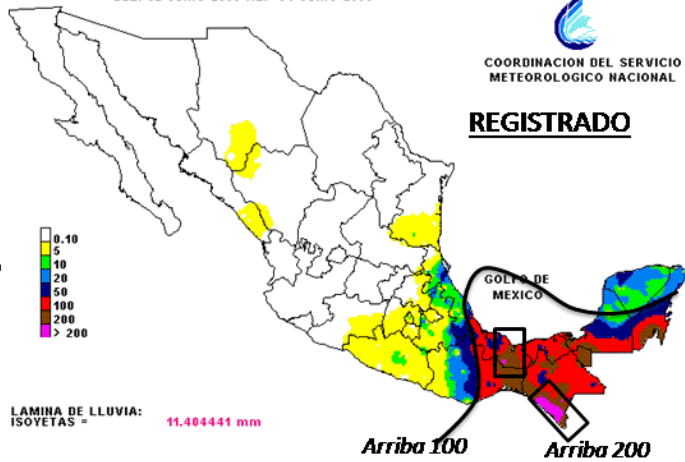 COORDINACION DEL SERVICIO
METEOROLOGICO NACIONAL
REGISTRADO
GOLFO DE
MEXICO
0.10
5
10
20
50
100
200
> 200
LAMINA DE LLUVIA:
ISOYETAS = 11.404441 mm
Arriba 100
Arriba 200